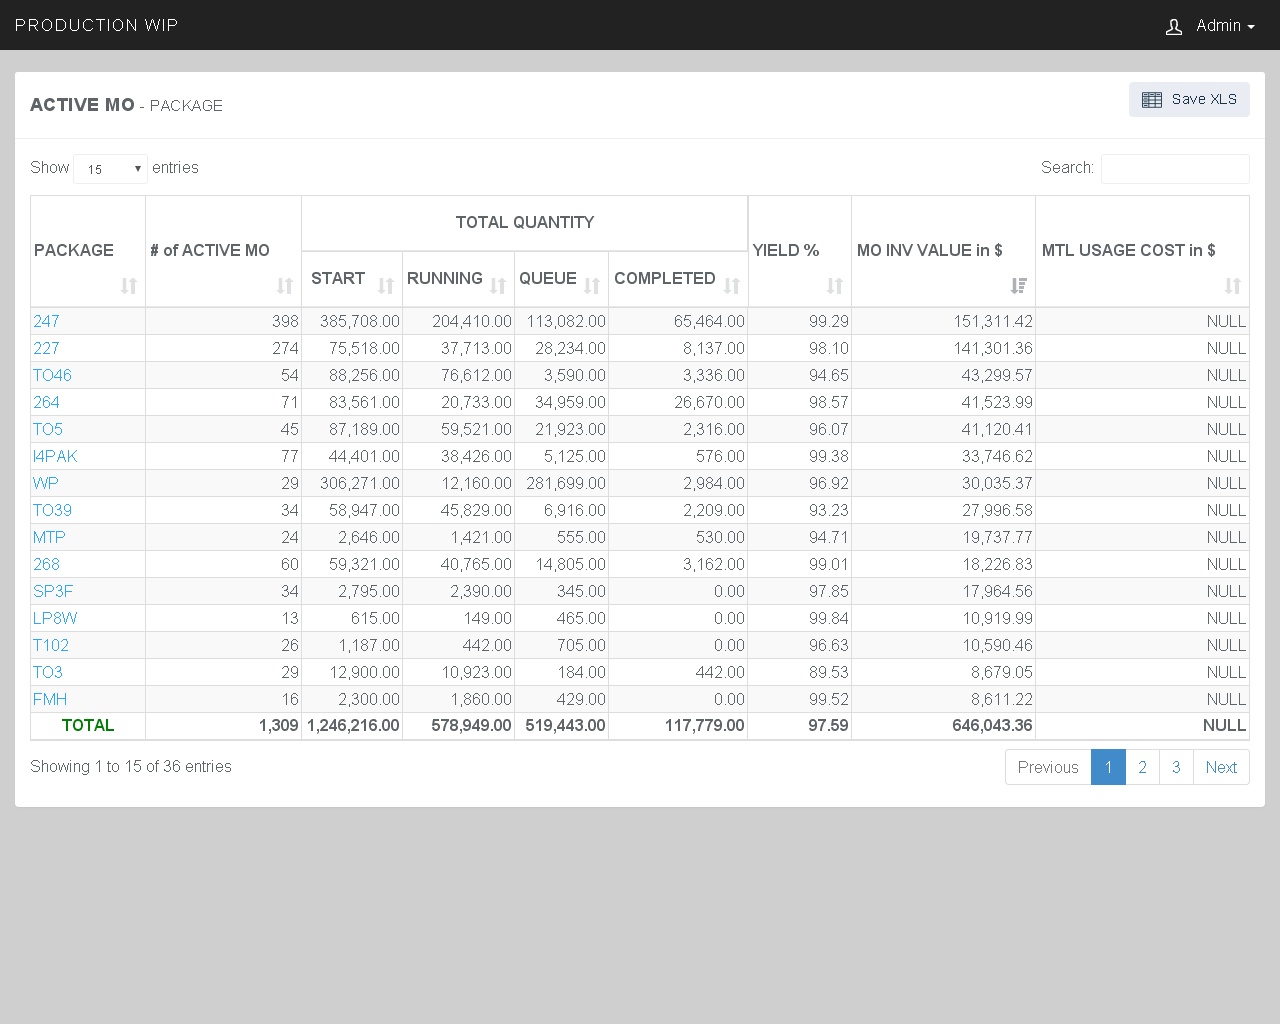 PRODUCTION WIP Admin
ACTIVE MO - PACKAGE Save XLS
Show 15 entries Search:
TOTAL QUANTITY
PACKAGE # of ACTIVE MO YIELD % MO INV VALUE in $ MTL USAGE COST in $
START RUNNING QUEUE COMPLETED
247 398 385,708.00 204,410.00 113,082.00 65,464.00 99.29 151,311.42 NULL
227 274 75,518.00 37,713.00 28,234.00 8,137.00 98.10 141,301.36 NULL
TO46 54 88,256.00 76,612.00 3,590.00 3,336.00 94.65 43,299.57 NULL
264 71 83,561.00 20,733.00 34,959.00 26,670.00 98.57 41,523.99 NULL
TO5 45 87,189.00 59,521.00 21,923.00 2,316.00 96.07 41,120.41 NULL
I4PAK 77 44,401.00 38,426.00 5,125.00 576.00 99.38 33,746.62 NULL
WP 29 306,271.00 12,160.00 281,699.00 2,984.00 96.92 30,035.37 NULL
TO39 34 58,947.00 45,829.00 6,916.00 2,209.00 93.23 27,996.58 NULL
MTP 24 2,646.00 1,421.00 555.00 530.00 94.71 19,737.77 NULL
268 60 59,321.00 40,765.00 14,805.00 3,162.00 99.01 18,226.83 NULL
SP3F 34 2,795.00 2,390.00 345.00 0.00 97.85 17,964.56 NULL
LP8W 13 615.00 149.00 465.00 0.00 99.84 10,919.99 NULL
T102 26 1,187.00 442.00 705.00 0.00 96.63 10,590.46 NULL
TO3 29 12,900.00 10,923.00 184.00 442.00 89.53 8,679.05 NULL
FMH 16 2,300.00 1,860.00 429.00 0.00 99.52 8,611.22 NULL
TOTAL 1,309 1,246,216.00 578,949.00 519,443.00 117,779.00 97.59 646,043.36 NULL
Showing 1 to 15 of 36 entries Previous 1 2 3 Next